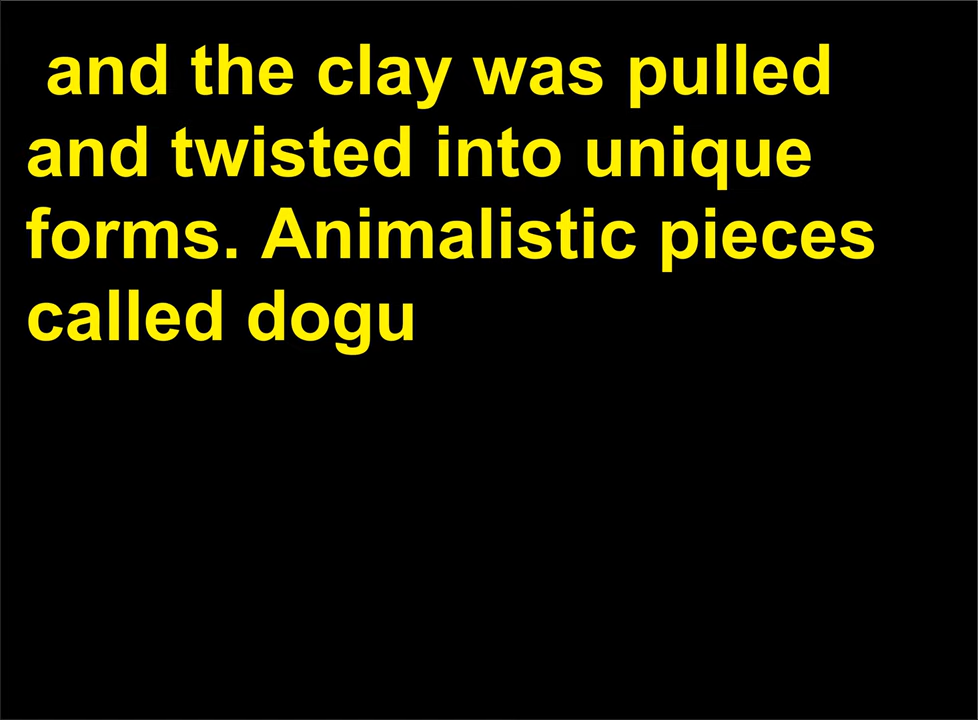 and the clay was pulled
and twisted into unique
forms. Animalistic pieces
called dogu